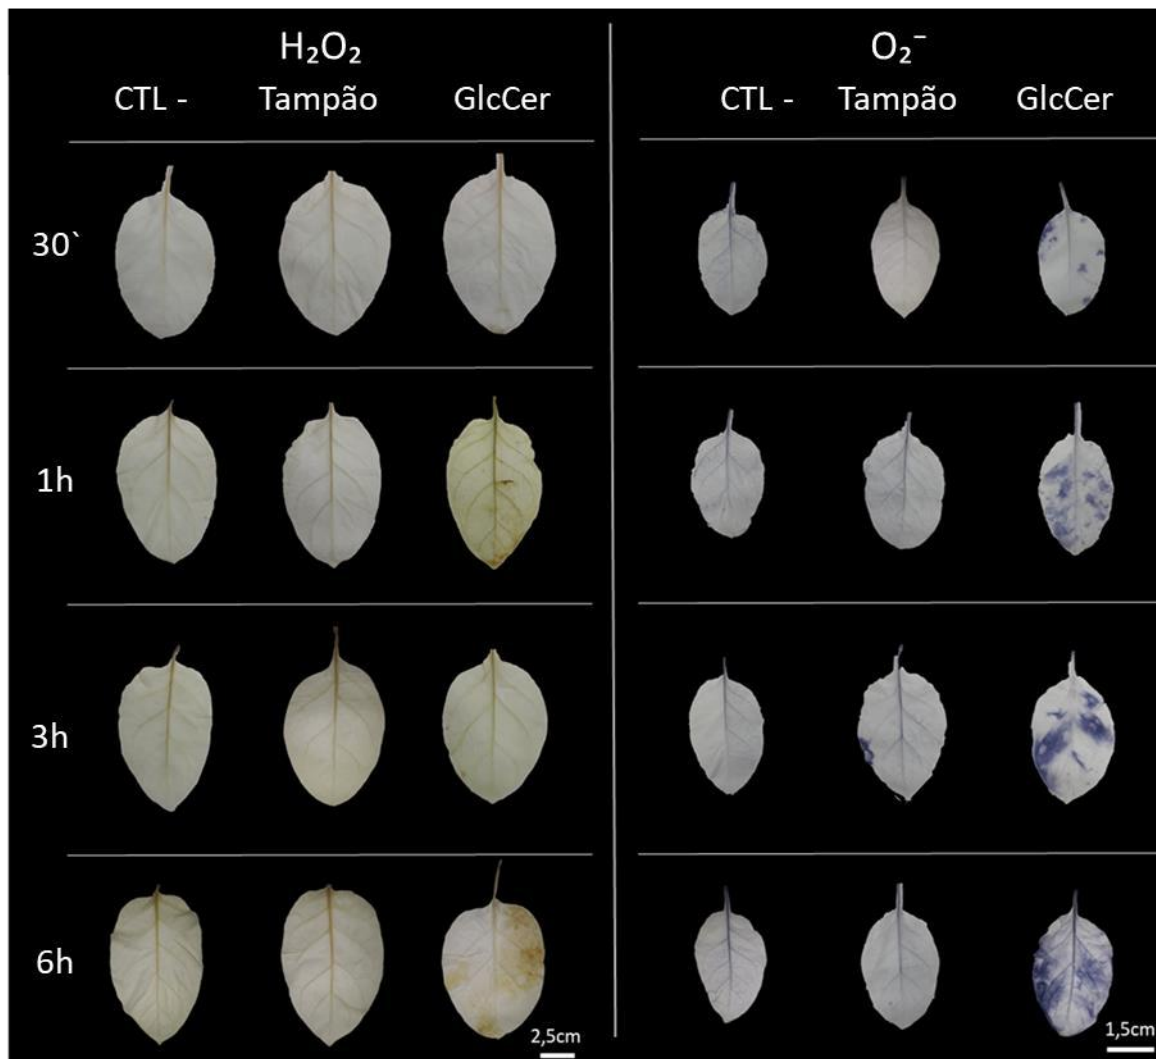 H₂O₂
O₂⁻
CTL - Tampão GlcCer
CTL - Tampão GlcCer
30`
1h
3h
6h
2,5cm
1,5cm